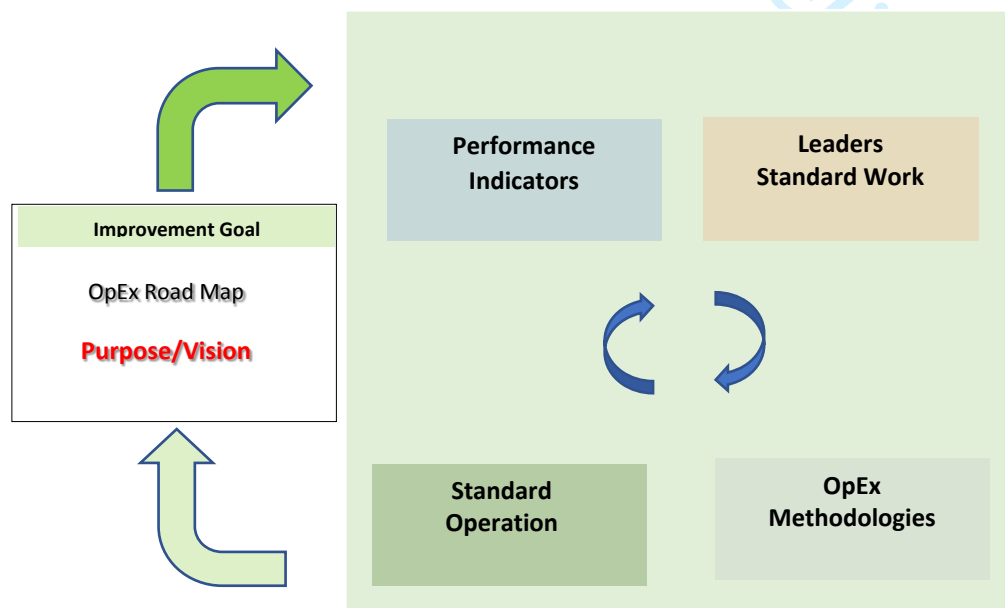 Performance
Indicators
Leaders
Standard Work
Improvement Goal
OpEx Road Map
Purpose/Vision
Standard
Operation
OpEx
Methodologies